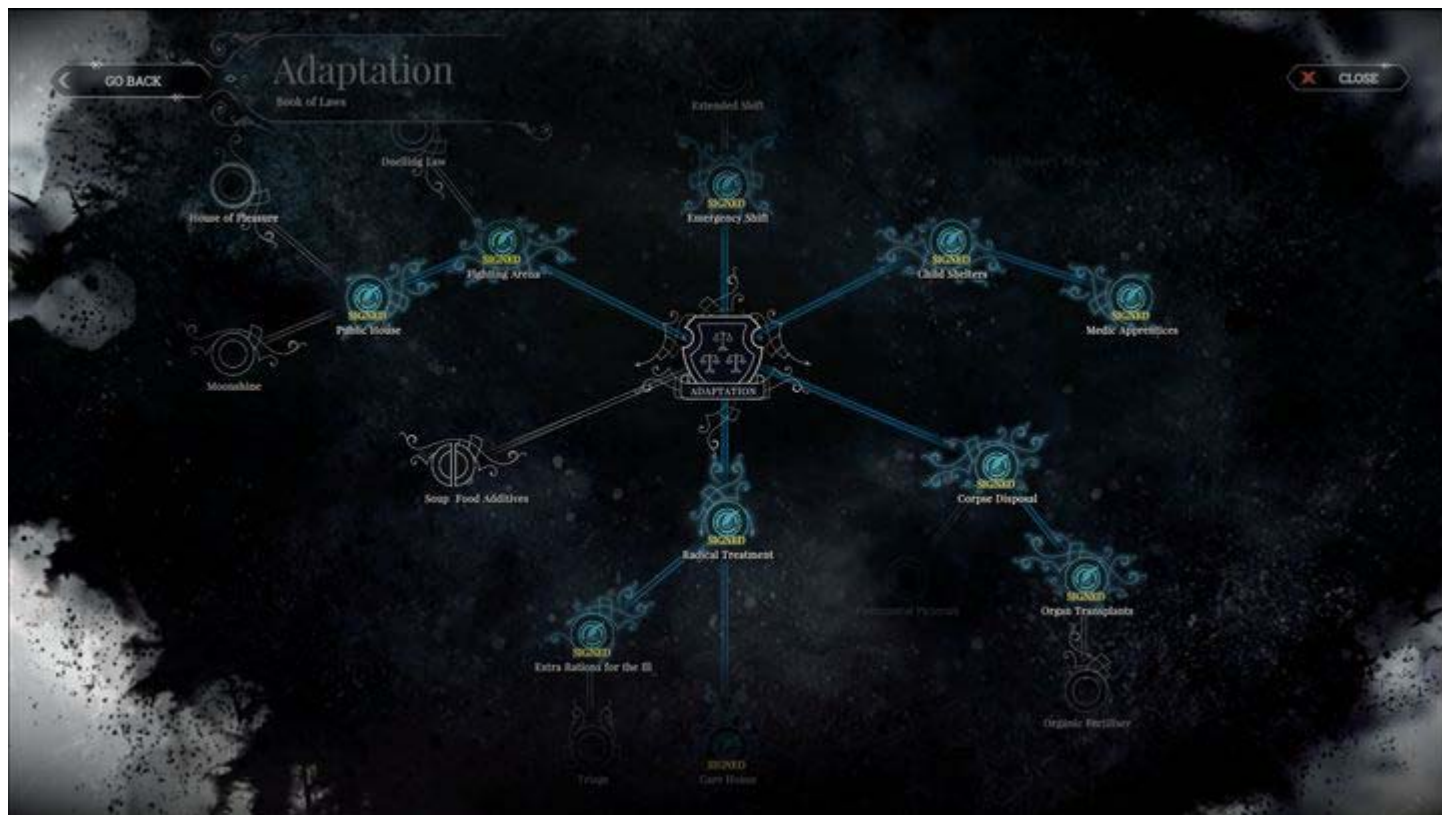 GO BACK
Adaptation
Book of Laws
CLOSE
Extended Shift
Duelling Law
SIGNED
Emergency Shift
House of Pleasure
SIGNED
Fighting Arena
SIGNED
Child Shelters
SIGNED
Public House
SIGNED
Medic Apprentices
Moonshine
ADAPTATION
Soup Food Additives
SIGNED
Corpse Disposal
SIGNED
Radical Treatment
SIGNED
Organ Transplants
SIGNED
Extra Rations for the Ill
Organic Fertiliser
Triage
SIGNED
Care House